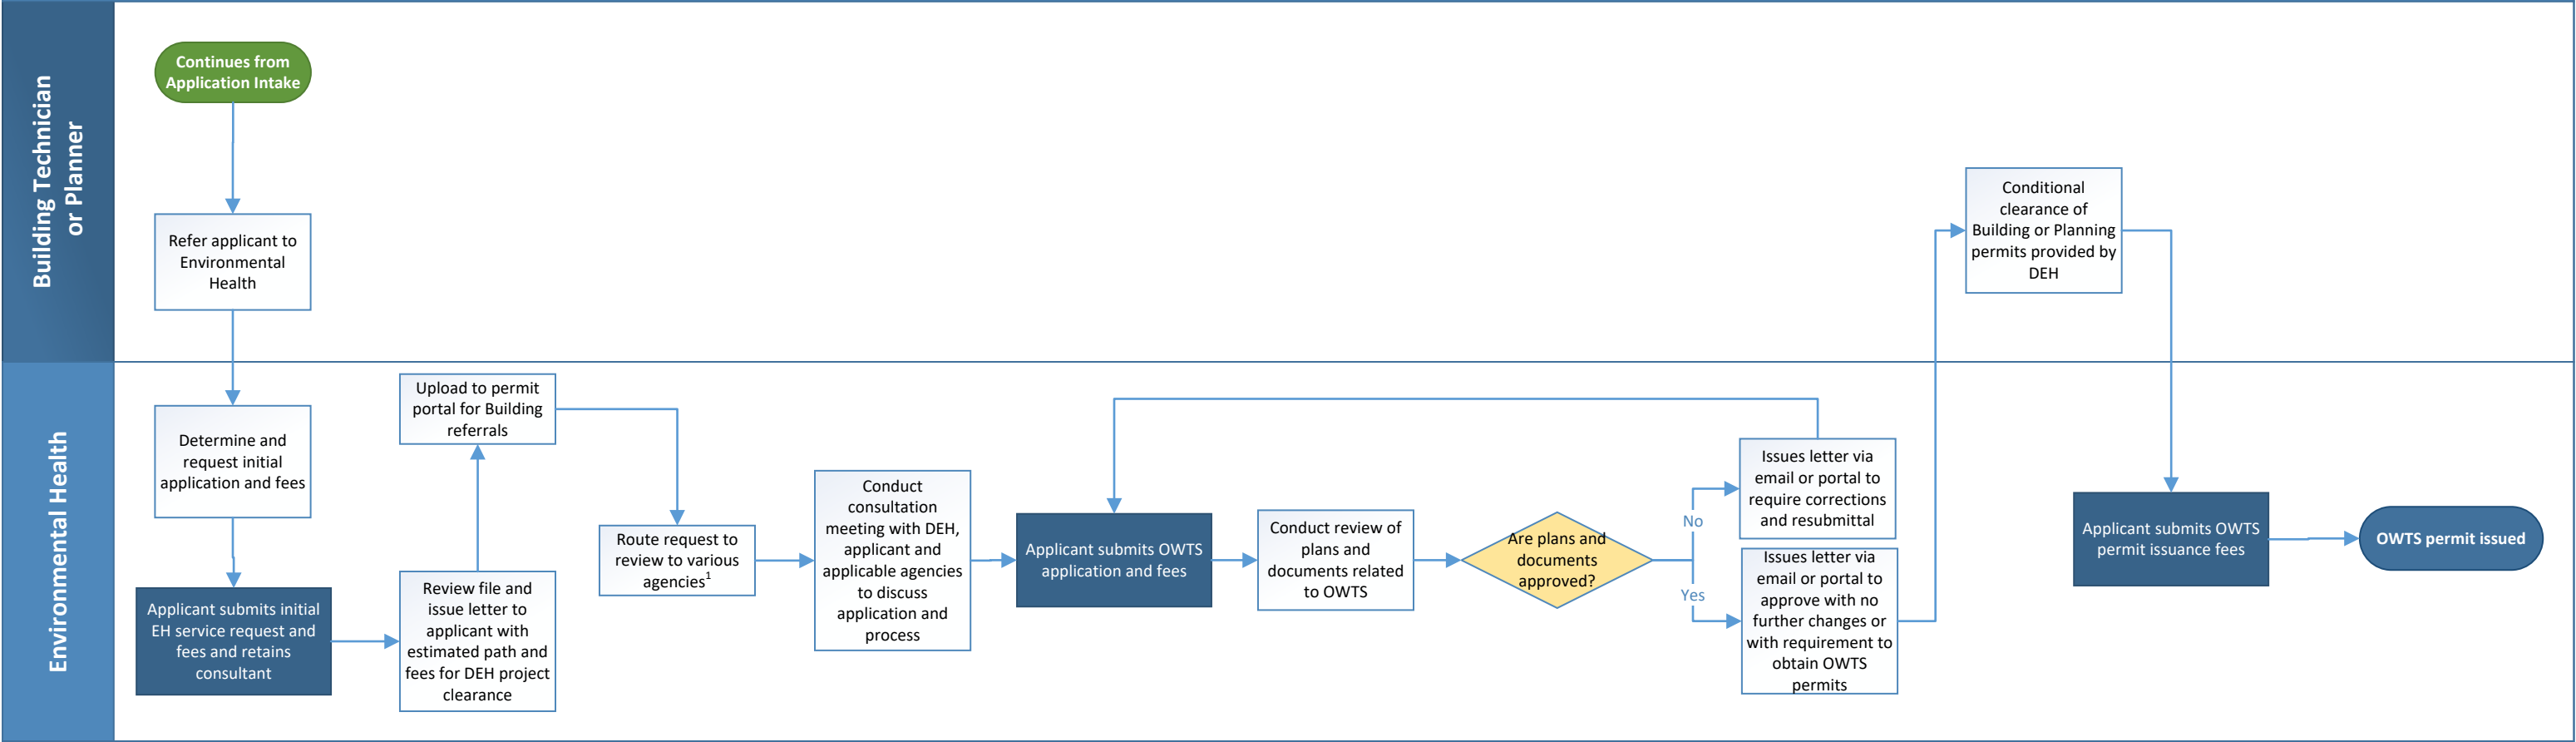 Building Technician
or Planner
Continues from
Application Intake
Refer applicant to
Environmental
Health
Conditional
clearance of
Building or Planning
permits provided by
DEH
Environmental Health
Determine and
request initial
application and fees
Applicant submits initial
EH service request and
fees and retains
consultant
Review file and
issue letter to
applicant with
estimated path and
fees for DEH project
clearance
Upload to permit
portal for Building
referrals
Route request to
review to various
agencies¹
Conduct
consultation
meeting with DEH,
applicant and
applicable agencies
to discuss
application and
process
Applicant submits OWTS
application and fees
Conduct review of
plans and
documents related
to OWTS
Are plans and
documents
approved?
No
Yes
Issues letter via
email or portal to
require corrections
and resubmittal
Issues letter via
email or portal to
approve with no
further changes or
with requirement to
obtain OWTS
permits
Applicant submits OWTS
permit issuance fees
OWTS permit issued